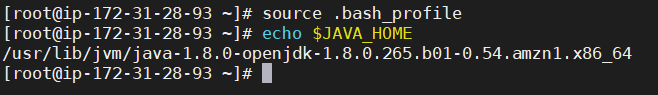 [root@ip-172-31-28-93 ~]# source .bash_profile
[root@ip-172-31-28-93 ~]# echo $JAVA_HOME
/usr/lib/jvm/java-1.8.0-openjdk-1.8.0.265.b01-0.54.amzn1.x86_64
[root@ip-172-31-28-93 ~]#